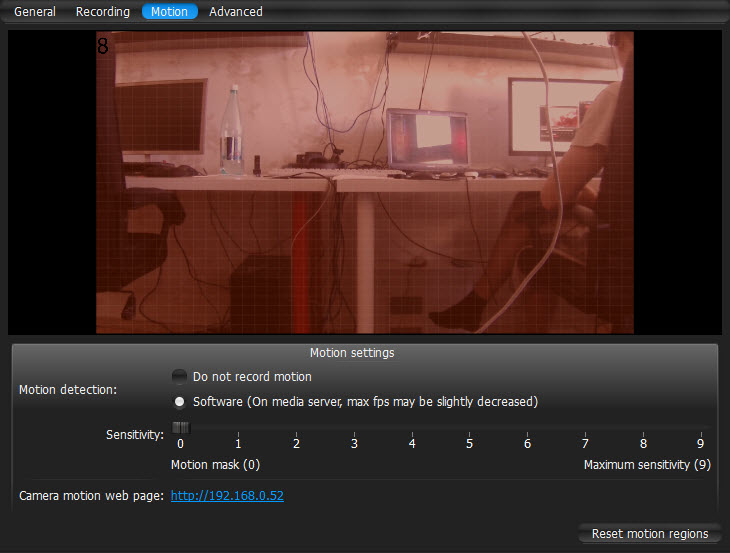 General Recording Motion Advanced
8
Motion settings
Motion detection:
Do not record motion
Software (On media server, max fps may be slightly decreased)
Sensitivity:
0 1 2 3 4 5 6 7 8 9
Motion mask (0) Maximum sensitivity (9)
Camera motion web page: http://192.168.0.52
Reset motion regions